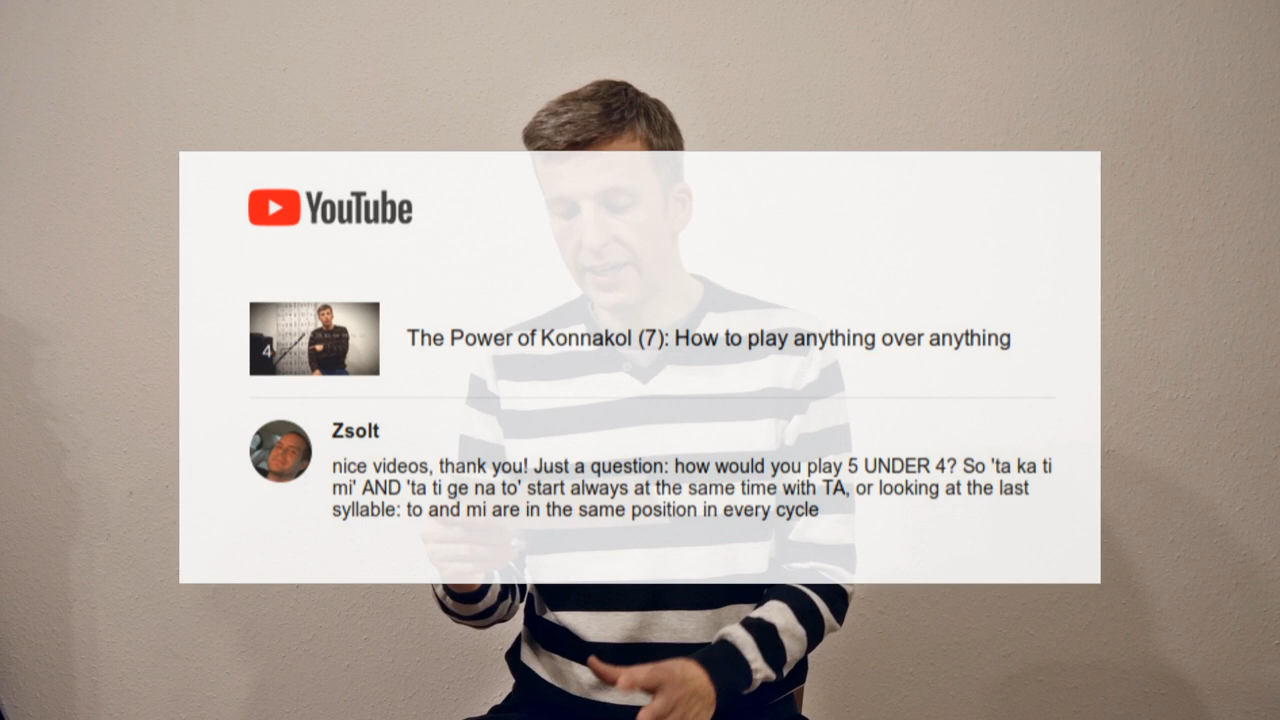 YouTube
4
The Power of Konnakol (7): How to play anything over anything
Zsolt
nice videos, thank you! Just a question: how would you play 5 UNDER 4? So 'ta ka ti
mi' AND 'ta ti ge na to' start always at the same time with TA, or looking at the last
syllable: to and mi are in the same position in every cycle